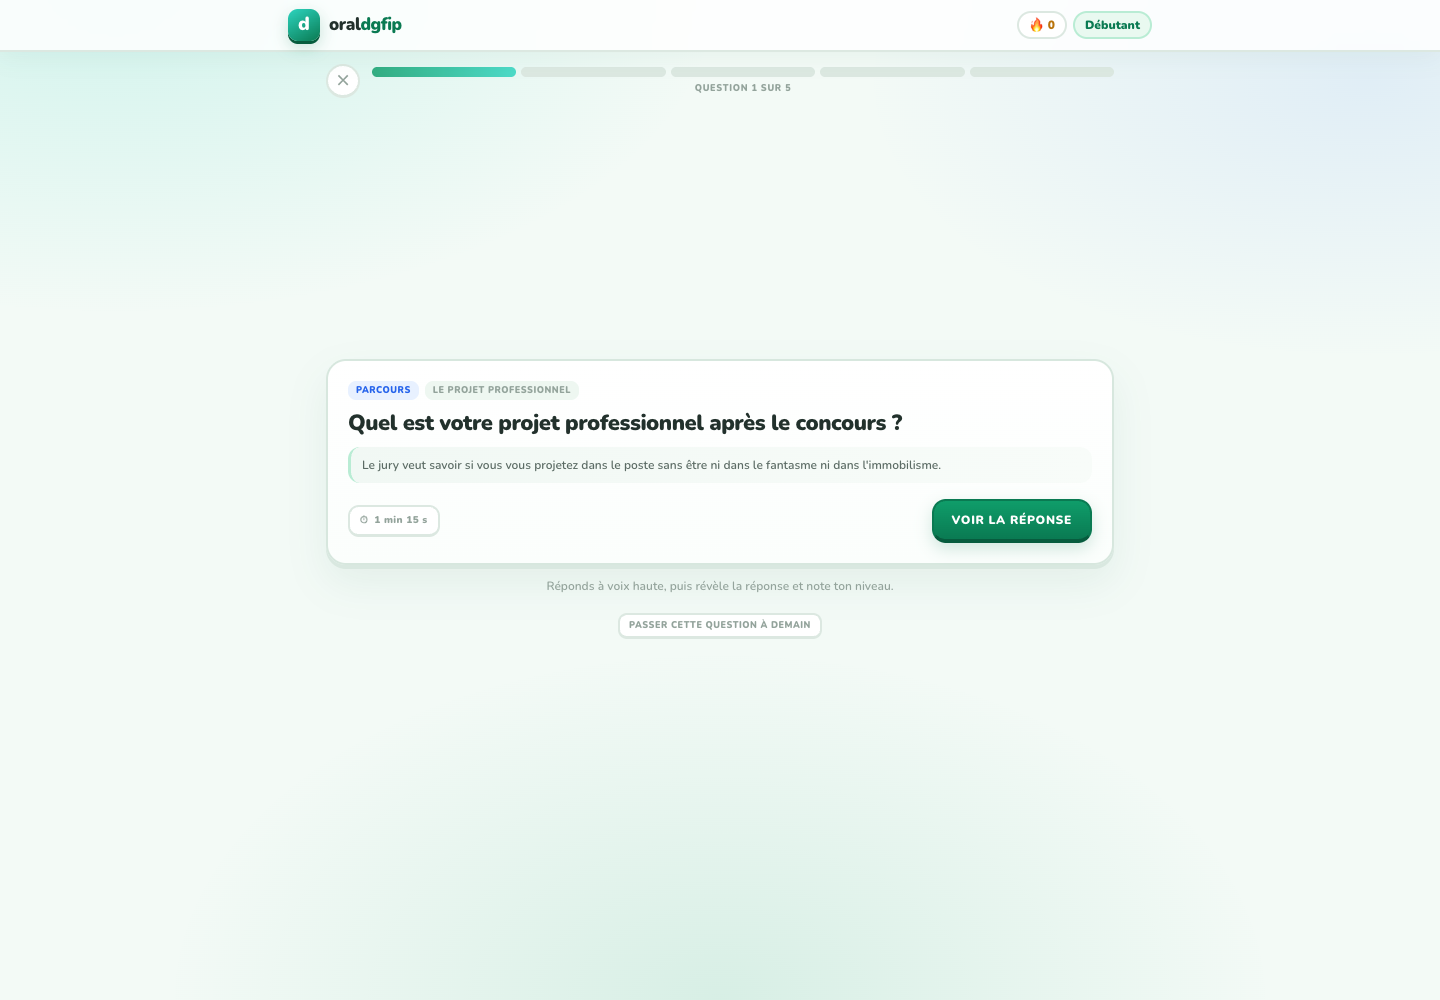 d oraldgfip
🔥 0
Débutant
QUESTION 1 SUR 5
PARCOURS
LE PROJET PROFESSIONNEL
Quel est votre projet professionnel après le concours ?
Le jury veut savoir si vous vous projetez dans le poste sans être ni dans le fantasme ni dans l'immobilisme.
⏱ 1 min 15 s
VOIR LA RÉPONSE
Réponds à voix haute, puis révèle la réponse et note ton niveau.
PASSER CETTE QUESTION À DEMAIN